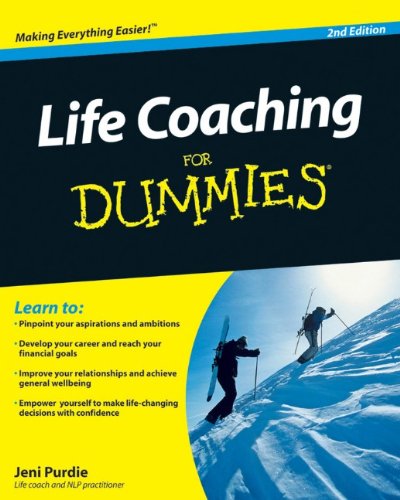 Making Everything Easier!™
2nd Edition
Life Coaching
FOR
DUMMIES®
Learn to:
• Pinpoint your aspirations and ambitions
• Develop your career and reach your
financial goals
• Improve your relationships and achieve
general wellbeing
• Empower yourself to make life-changing
decisions with confidence
Jeni Purdie
Life coach and NLP practitioner